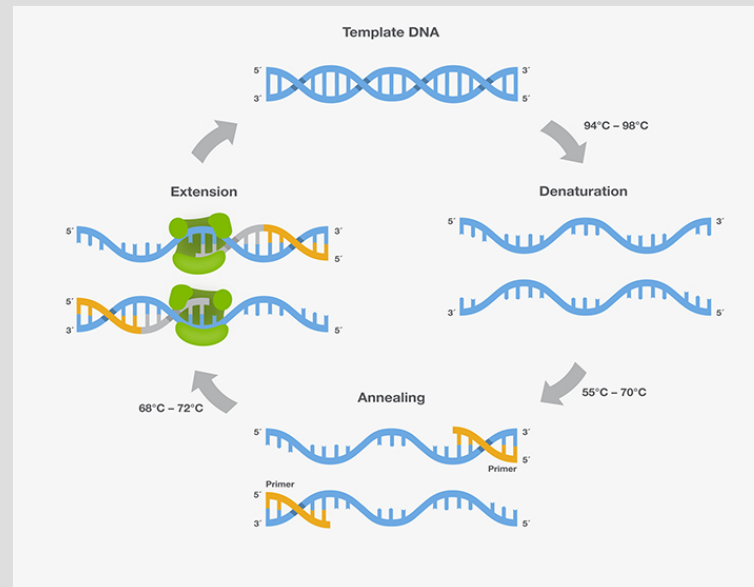 Template DNA
5´ 3´
3´ 5´
94°C – 98°C
Extension
Denaturation
5´ 3´
5´ 3´
5´
5´
3´ 5´
3´ 5´
55°C – 70°C
68°C – 72°C
Annealing
5´ 3´
5´
Primer
Primer
5´
3´ 5´